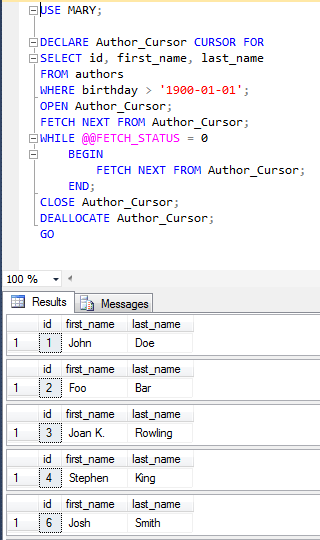 USE MARY;
DECLARE Author_Cursor CURSOR FOR
SELECT id, first_name, last_name
FROM authors
WHERE birthday > '1900-01-01';
OPEN Author_Cursor;
FETCH NEXT FROM Author_Cursor;
WHILE @@FETCH_STATUS = 0
BEGIN
FETCH NEXT FROM Author_Cursor;
END;
CLOSE Author_Cursor;
DEALLOCATE Author_Cursor;
GO
100 %
Results Messages
id first_name last_name
1 1 John Doe
id first_name last_name
1 2 Foo Bar
id first_name last_name
1 3 Joan K. Rowling
id first_name last_name
1 4 Stephen King
id first_name last_name
1 6 Josh Smith